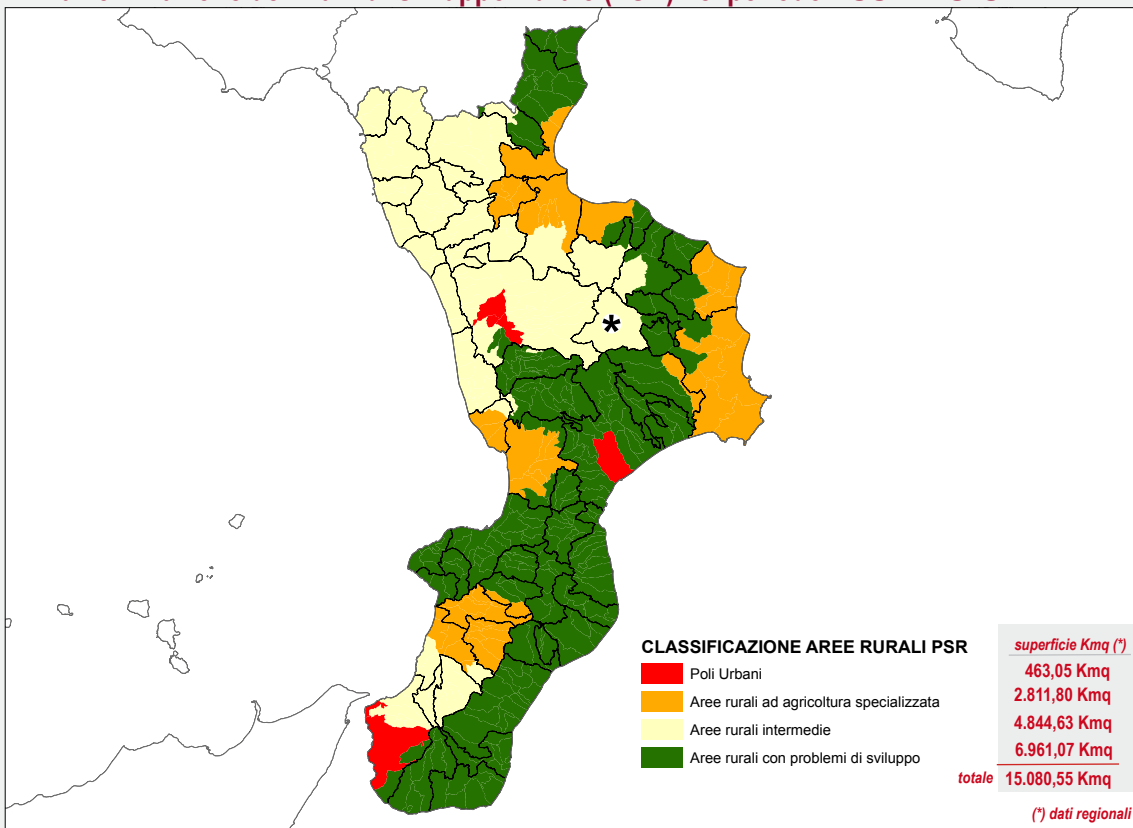 *
CLASSIFICAZIONE AREE RURALI PSR
superficie Kmq (*)
Poli Urbani
463,05 Kmq
Aree rurali ad agricoltura specializzata
2.811,80 Kmq
Aree rurali intermedie
4.844,63 Kmq
Aree rurali con problemi di sviluppo
6.961,07 Kmq
totale 15.080,55 Kmq
(*) dati regionali